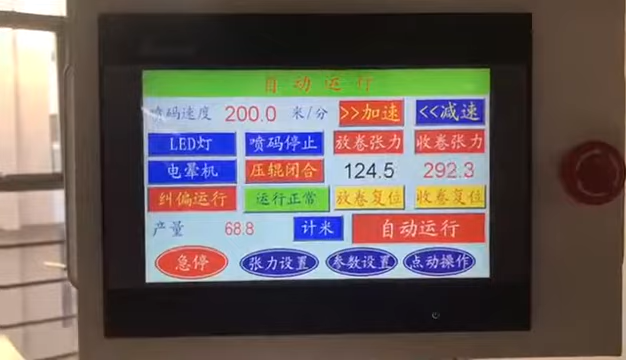 自动运行
喷码速度 200.0 米/分 >>加速 <<减速
LED灯 喷码停止 放卷张力 收卷张力
电晕机 压辊闭合 124.5 292.3
纠偏运行 运行正常 放卷复位 收卷复位
产量 68.8 计米 自动运行
急停 张力设置 参数设置 点动操作